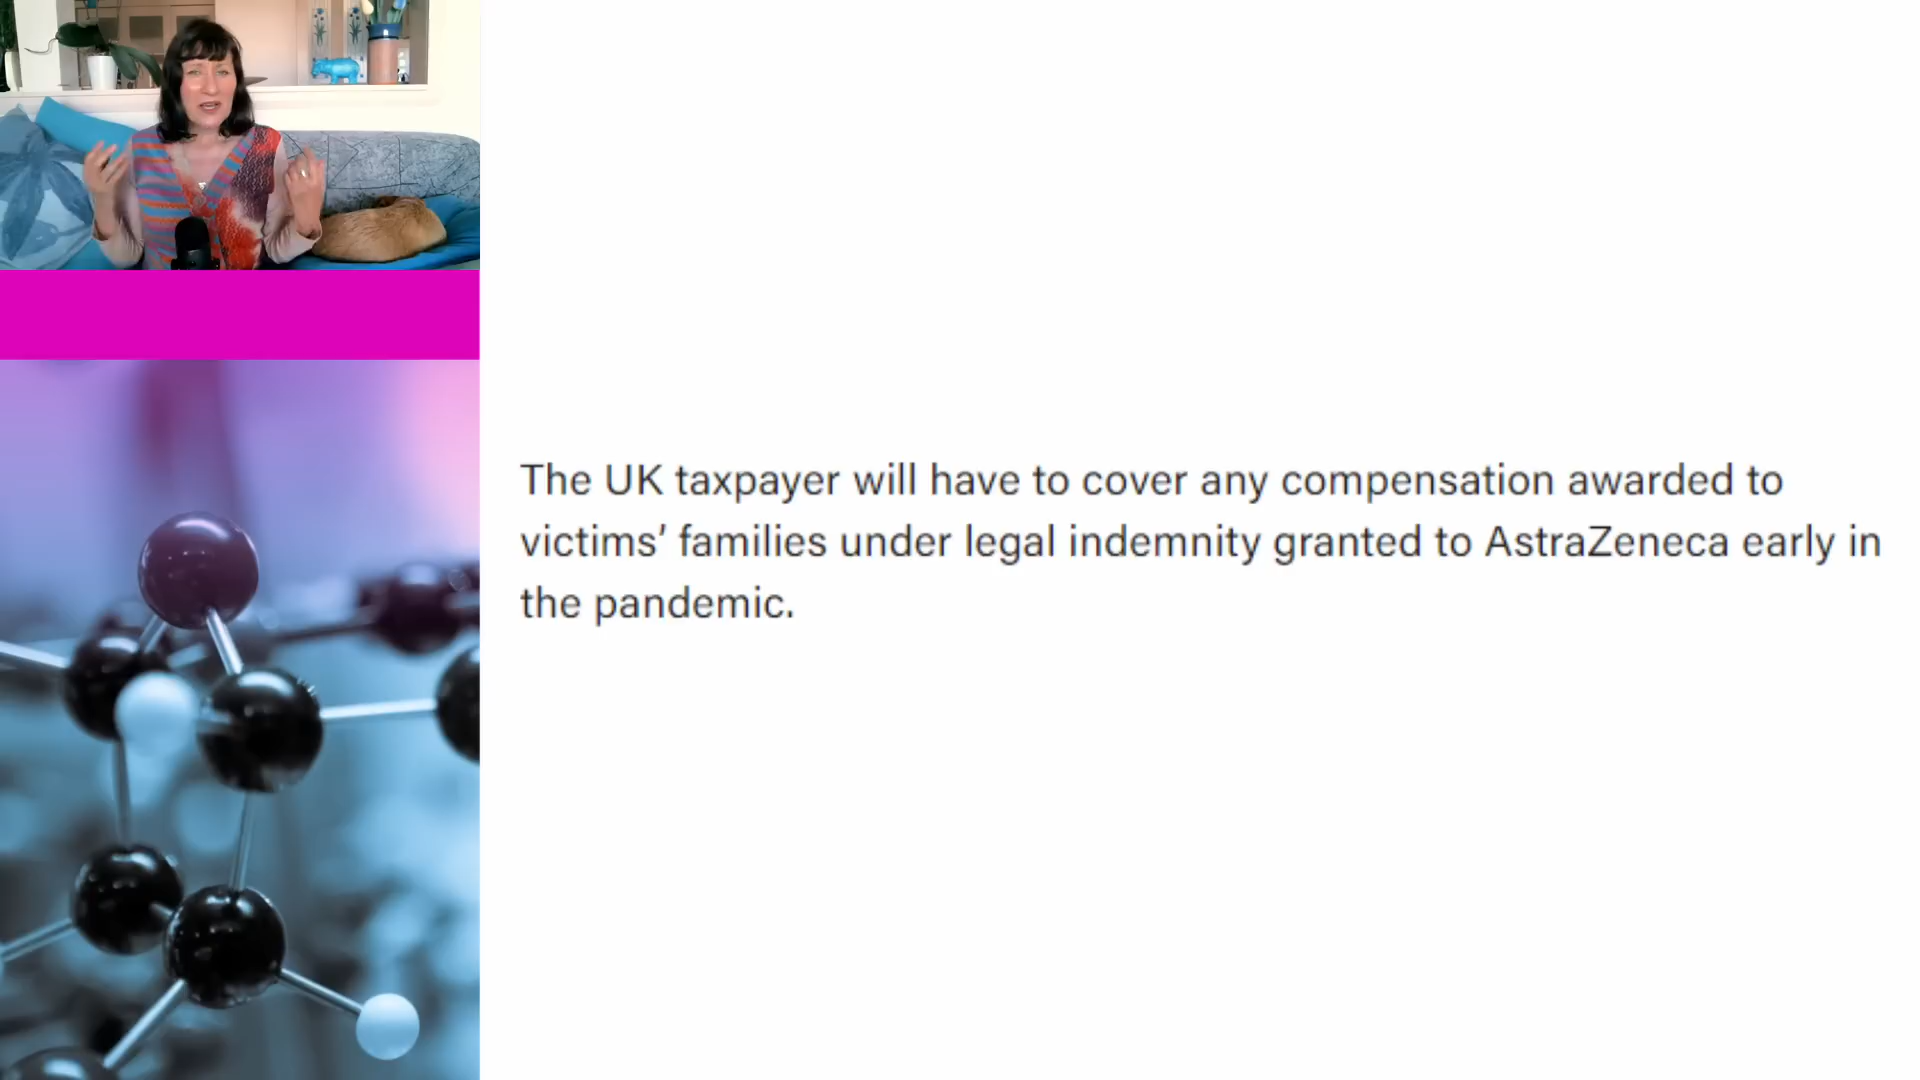 The UK taxpayer will have to cover any compensation awarded to
victims’ families under legal indemnity granted to AstraZeneca early in
the pandemic.